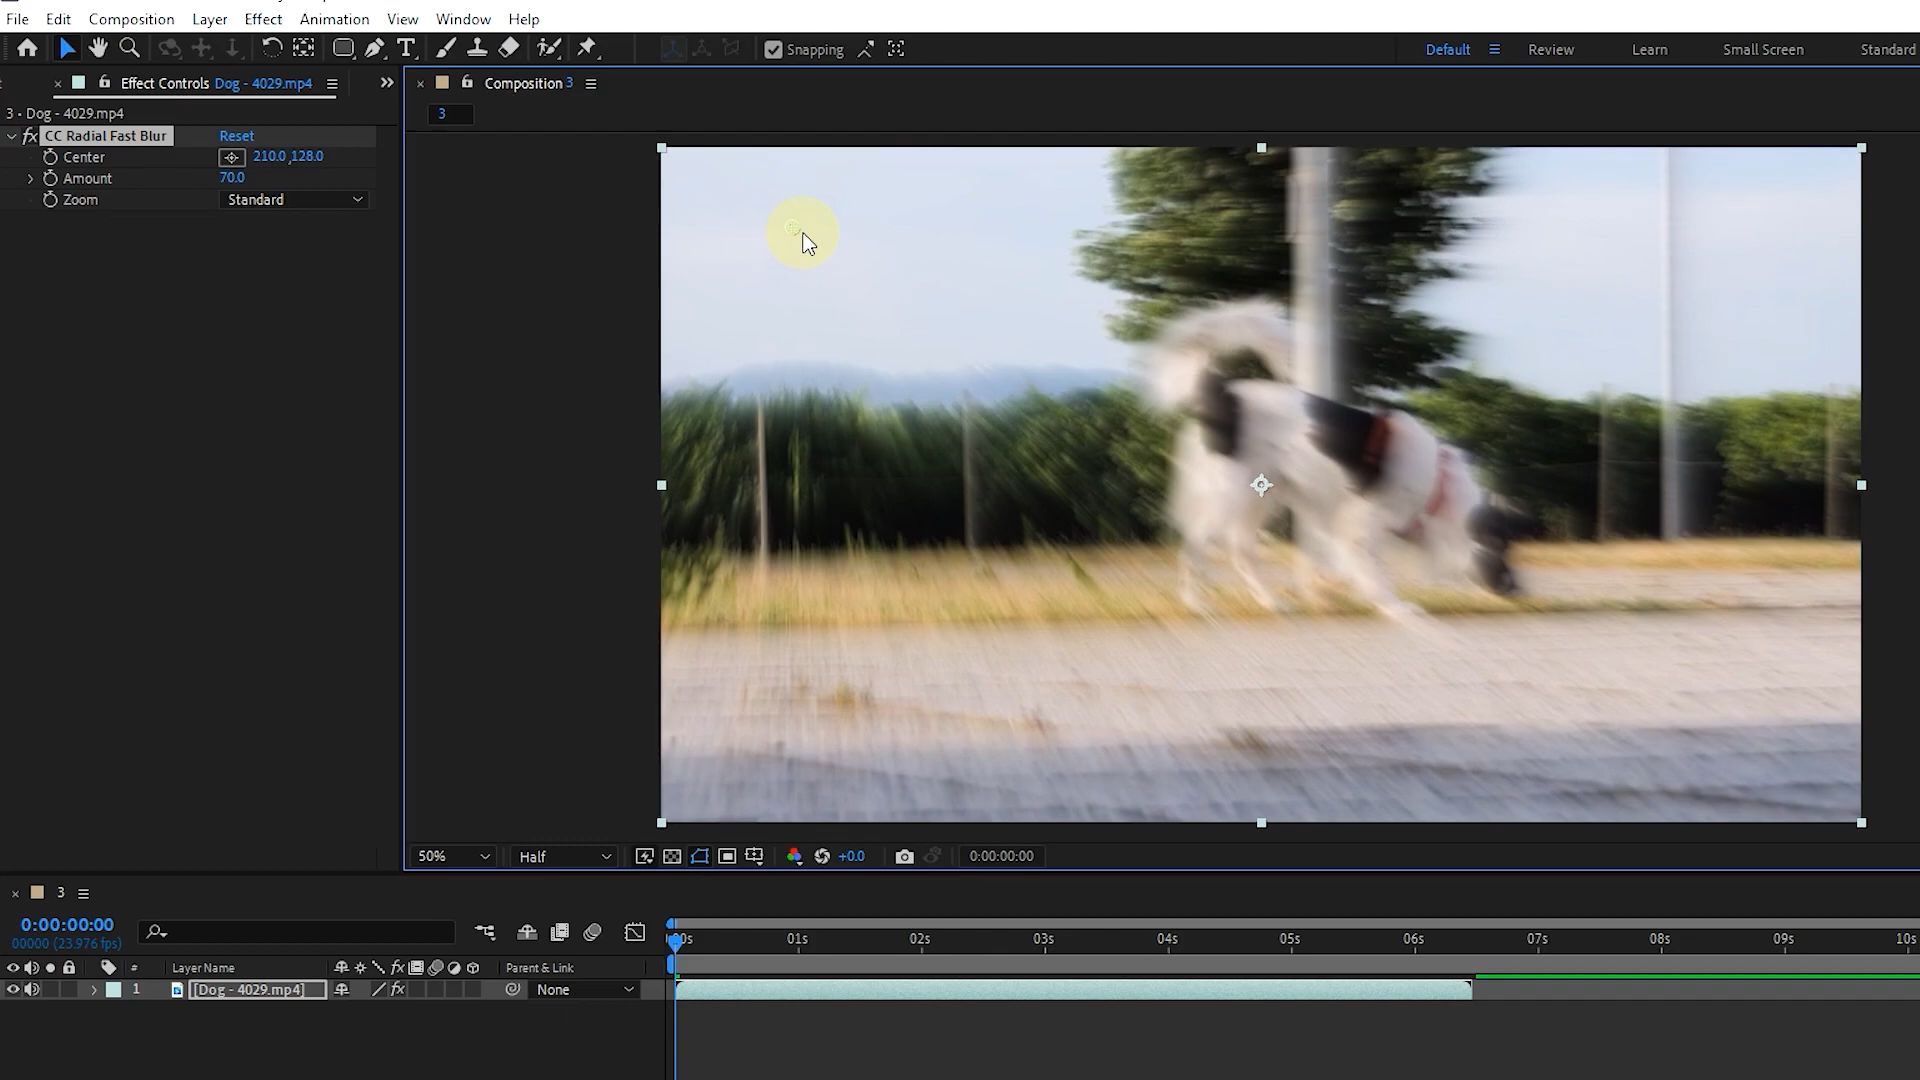 File Edit Composition Layer Effect Animation View Window Help
Snapping
Default Review Learn Small Screen Standard
Effect Controls Dog - 4029.mp4
Composition 3
3 • Dog - 4029.mp4
3
fx CC Radial Fast Blur Reset
Center 210.0,128.0
Amount 70.0
Zoom Standard
50% Half +0.0 0:00:00:00
3
0:00:00:00
00000 (23.976 fps)
00s 01s 02s 03s 04s 05s 06s 07s 08s 09s 10s
# Layer Name fx Parent & Link
1 [Dog - 4029.mp4] fx None